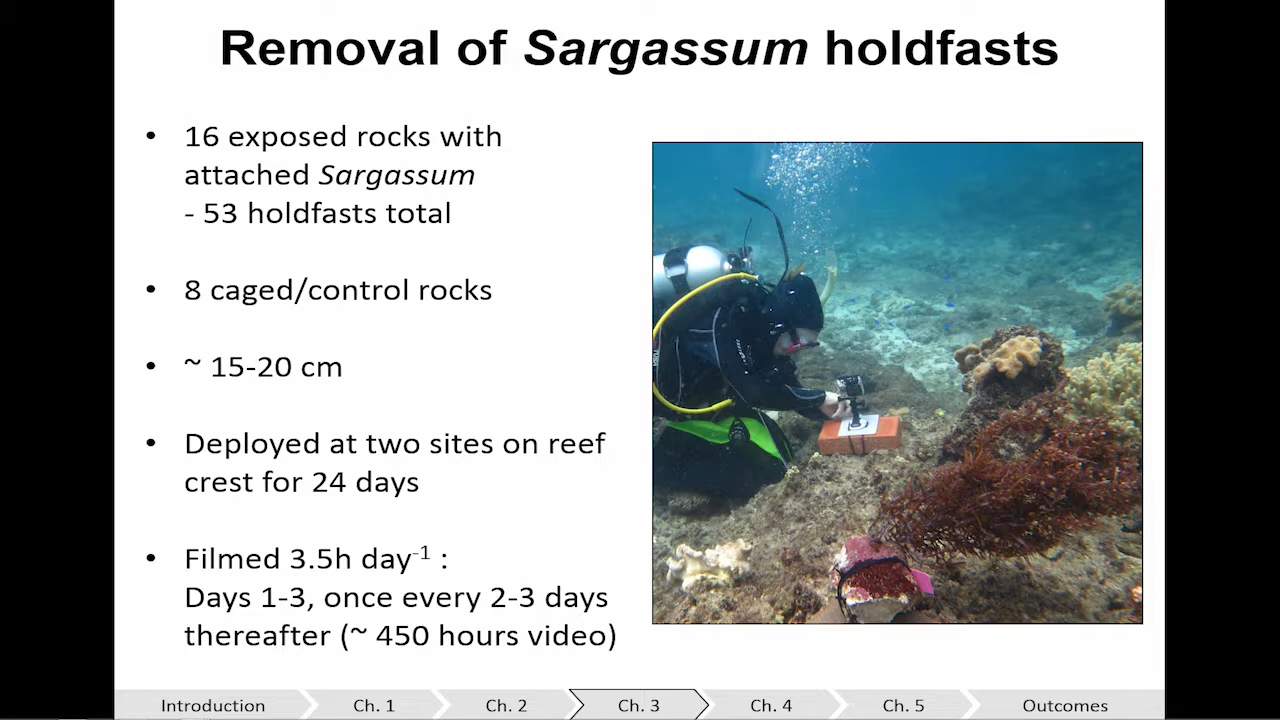 Removal of Sargassum holdfasts
• 16 exposed rocks with
attached Sargassum
- 53 holdfasts total
• 8 caged/control rocks
• ~ 15-20 cm
• Deployed at two sites on reef
crest for 24 days
• Filmed 3.5h day⁻¹ :
Days 1-3, once every 2-3 days
thereafter (~ 450 hours video)
Introduction
Ch. 1
Ch. 2
Ch. 3
Ch. 4
Ch. 5
Outcomes